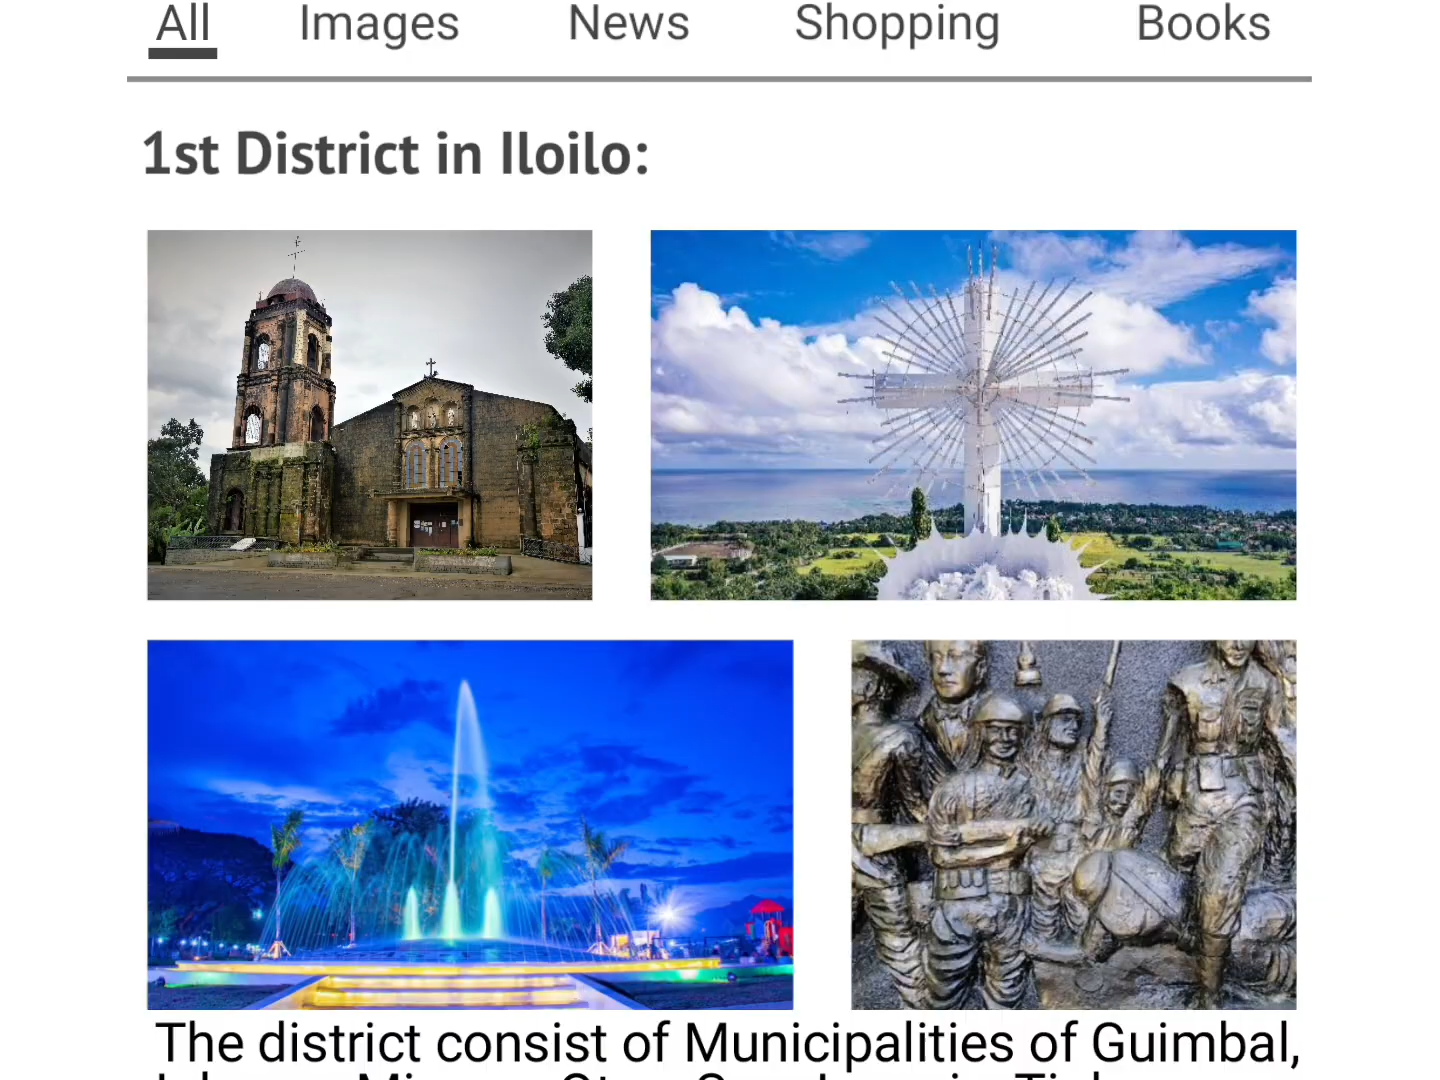 All Images News Shopping Books
1st District in Iloilo:
The district consist of Municipalities of Guimbal,